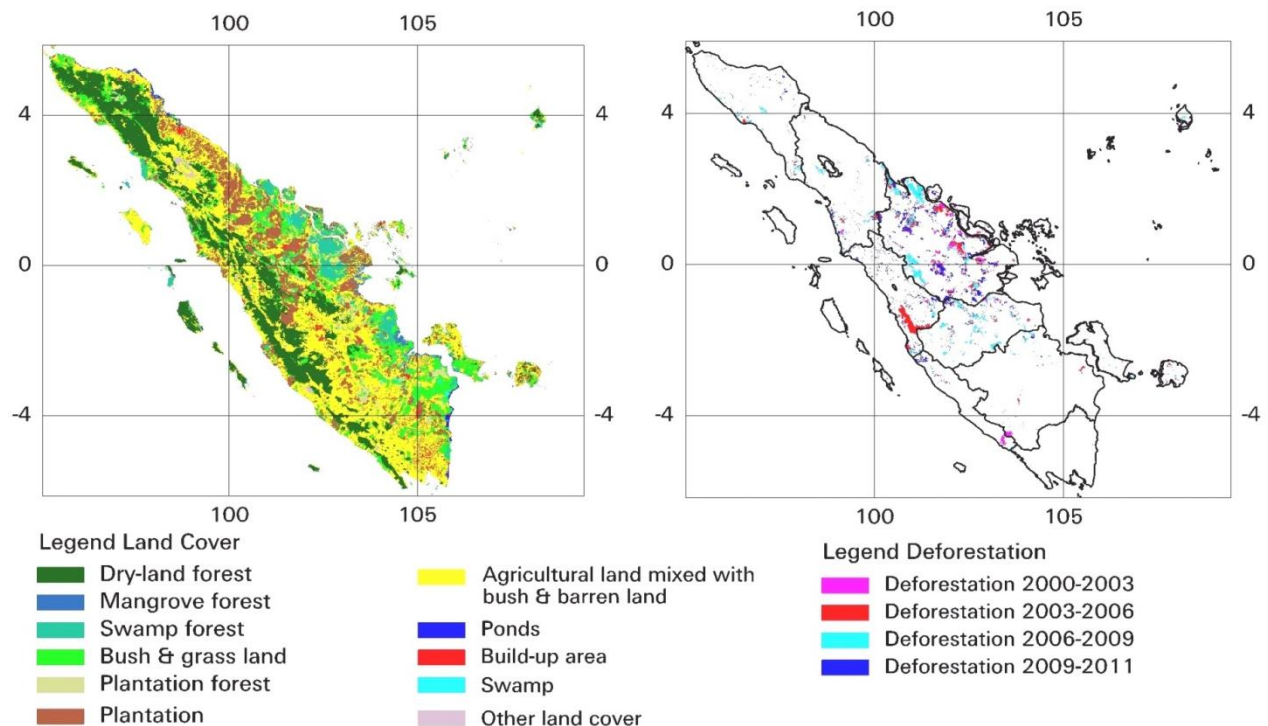 100 105
100 105
4
4
4
0
0
0
-4
-4
-4
100 105
100 105
Legend Land Cover
Dry-land forest
Mangrove forest
Swamp forest
Bush & grass land
Plantation forest
Plantation
Agricultural land mixed with
bush & barren land
Ponds
Build-up area
Swamp
Other land cover
Legend Deforestation
Deforestation 2000-2003
Deforestation 2003-2006
Deforestation 2006-2009
Deforestation 2009-2011